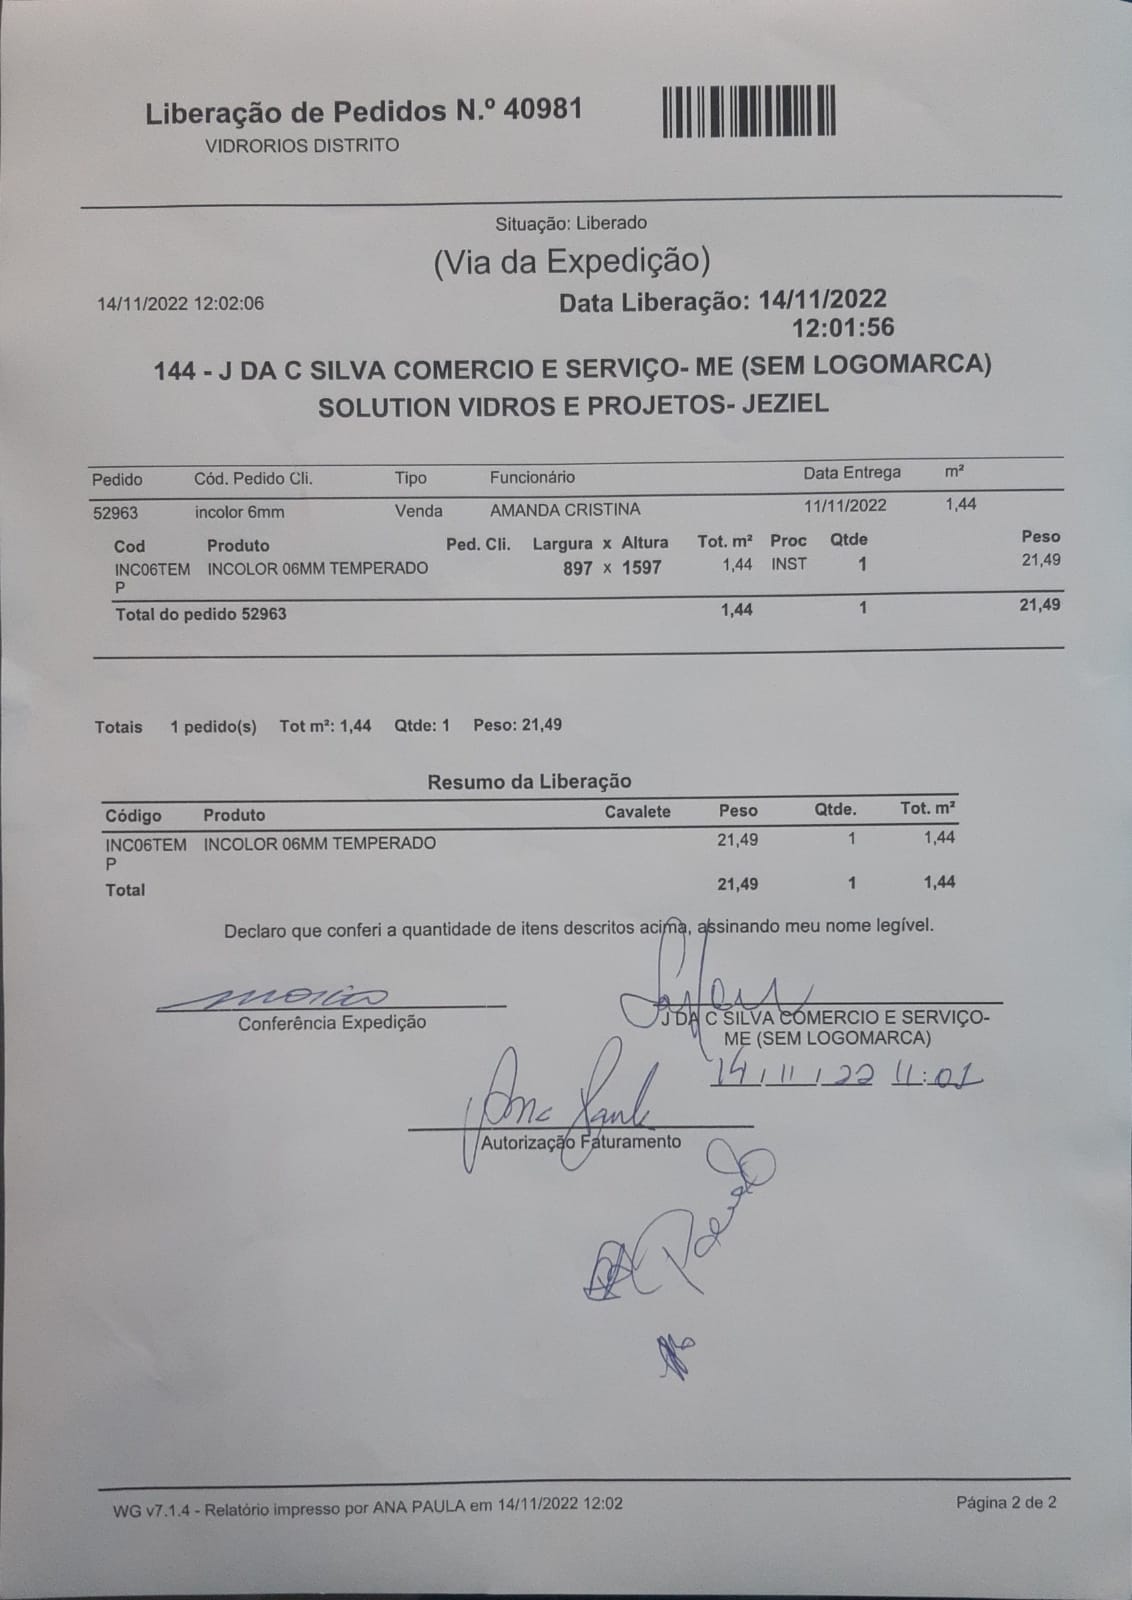 Liberação de Pedidos N.º 40981
VIDRORIOS DISTRITO
Situação: Liberado
(Via da Expedição)
14/11/2022 12:02:06
Data Liberação: 14/11/2022
12:01:56
144 - J DA C SILVA COMERCIO E SERVIÇO- ME (SEM LOGOMARCA)
SOLUTION VIDROS E PROJETOS- JEZIEL
Pedido Cód. Pedido Cli. Tipo Funcionário Data Entrega m²
52963 incolor 6mm Venda AMANDA CRISTINA 11/11/2022 1,44
Cod Produto Ped. Cli. Largura x Altura Tot. m² Proc Qtde Peso
INC06TEM INCOLOR 06MM TEMPERADO 897 x 1597 1,44 INST 1 21,49
P
Total do pedido 52963 1,44 1 21,49
Totais 1 pedido(s) Tot m²: 1,44 Qtde: 1 Peso: 21,49
Resumo da Liberação
Código Produto Cavalete Peso Qtde. Tot. m²
INC06TEM INCOLOR 06MM TEMPERADO 21,49 1 1,44
P
Total 21,49 1 1,44
Declaro que conferi a quantidade de itens descritos acima, assinando meu nome legível.
Conferência Expedição
J DA C SILVA COMERCIO E SERVIÇO-
ME (SEM LOGOMARCA)
14/11/22 11:01
Ana Paula
Autorização Faturamento
WG v7.1.4 - Relatório impresso por ANA PAULA em 14/11/2022 12:02
Página 2 de 2